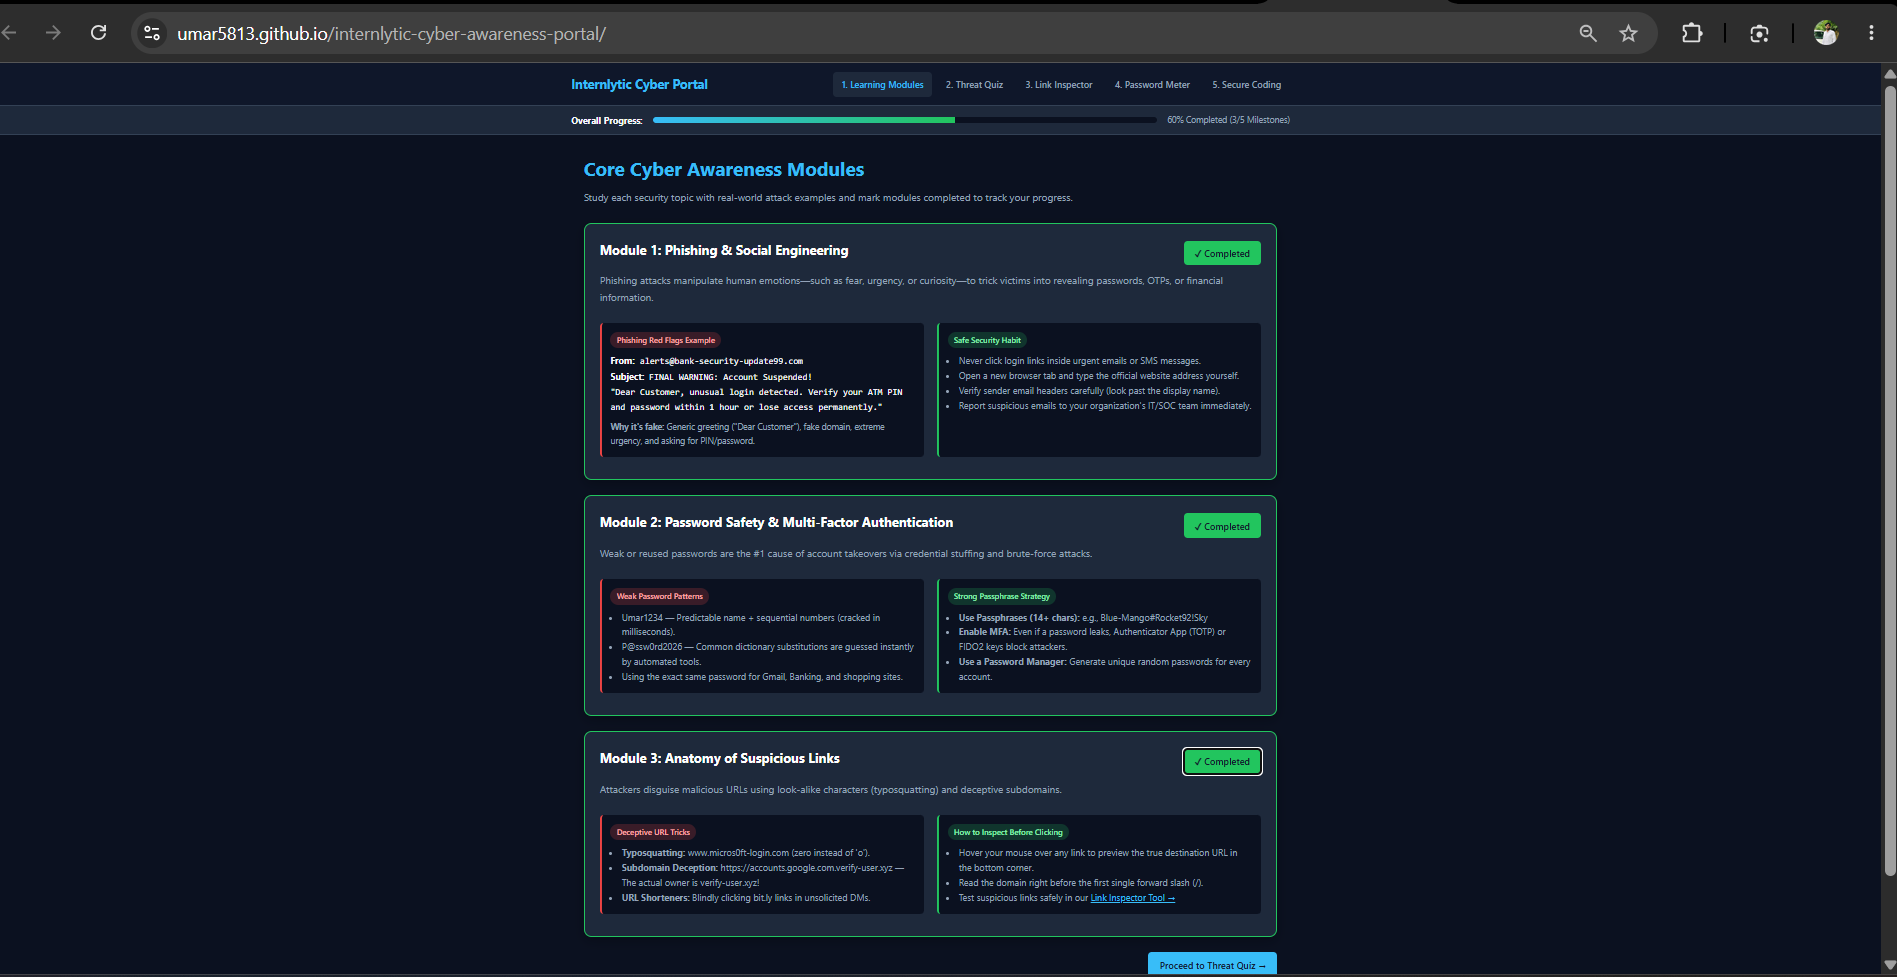 umar5813.github.io/internlytic-cyber-awareness-portal/
Internlytic Cyber Portal
1. Learning Modules
2. Threat Quiz
3. Link Inspector
4. Password Meter
5. Secure Coding
Overall Progress:
60% Completed (3/5 Milestones)
Core Cyber Awareness Modules
Study each security topic with real-world attack examples and mark modules completed to track your progress.
Module 1: Phishing & Social Engineering
✓ Completed
Phishing attacks manipulate human emotions—such as fear, urgency, or curiosity—to trick victims into revealing passwords, OTPs, or financial
information.
Phishing Red Flags Example
From: alerts@bank-security-update99.com
Subject: FINAL WARNING: Account Suspended!
"Dear Customer, unusual login detected. Verify your ATM PIN
and password within 1 hour or lose access permanently."
Why it's fake: Generic greeting ("Dear Customer"), fake domain, extreme
urgency, and asking for PIN/password.
Safe Security Habit
• Never click login links inside urgent emails or SMS messages.
• Open a new browser tab and type the official website address yourself.
• Verify sender email headers carefully (look past the display name).
• Report suspicious emails to your organization's IT/SOC team immediately.
Module 2: Password Safety & Multi-Factor Authentication
✓ Completed
Weak or reused passwords are the #1 cause of account takeovers via credential stuffing and brute-force attacks.
Weak Password Patterns
• Umar1234 — Predictable name + sequential numbers (cracked in
milliseconds).
• P@ssw0rd2026 — Common dictionary substitutions are guessed instantly
by automated tools.
• Using the exact same password for Gmail, Banking, and shopping sites.
Strong Passphrase Strategy
• Use Passphrases (14+ chars): e.g., Blue-Mango#Rocket92!Sky
• Enable MFA: Even if a password leaks, Authenticator App (TOTP) or
FIDO2 keys block attackers.
• Use a Password Manager: Generate unique random passwords for every
account.
Module 3: Anatomy of Suspicious Links
✓ Completed
Attackers disguise malicious URLs using look-alike characters (typosquatting) and deceptive subdomains.
Deceptive URL Tricks
• Typosquatting: www.micros0ft-login.com (zero instead of 'o').
• Subdomain Deception: https://accounts.google.com.verify-user.xyz —
The actual owner is verify-user.xyz!
• URL Shorteners: Blindly clicking bit.ly links in unsolicited DMs.
How to Inspect Before Clicking
• Hover your mouse over any link to preview the true destination URL in
the bottom corner.
• Read the domain right before the first single forward slash (/).
• Test suspicious links safely in our Link Inspector Tool →
Proceed to Threat Quiz →